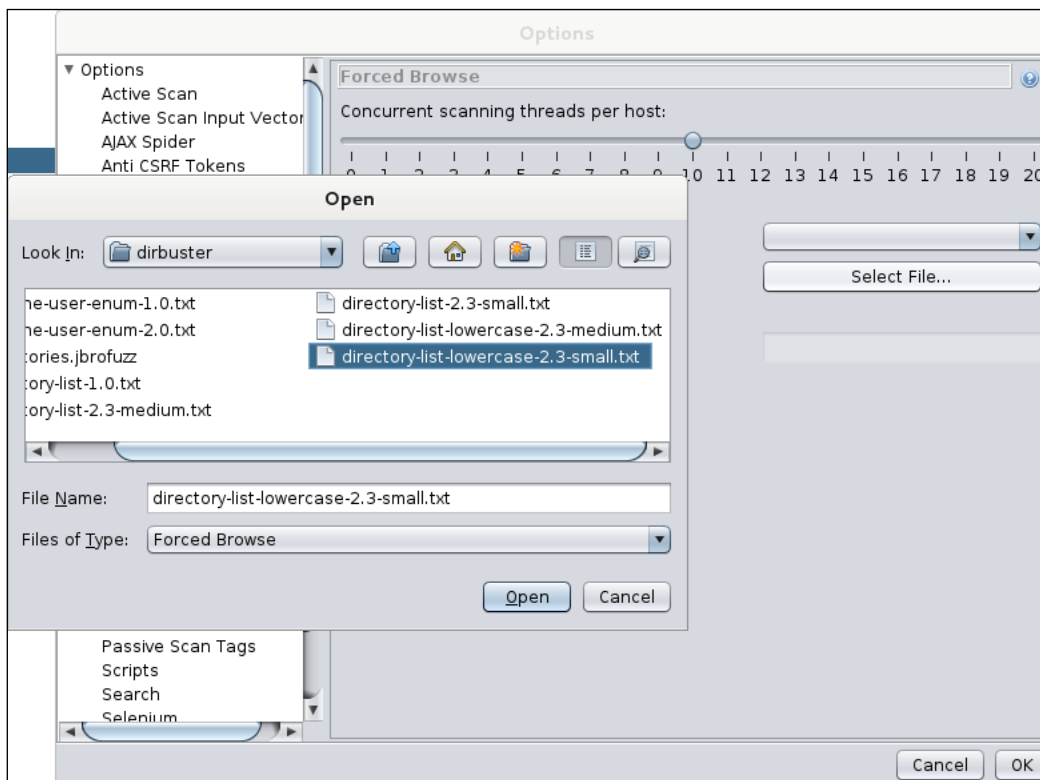 Options
Options
Active Scan
Active Scan Input Vector
AJAX Spider
Anti CSRF Tokens
Forced Browse
Concurrent scanning threads per host:
10 11 12 13 14 15 16 17 18 19 20
Select File...
Open
Look In: dirbuster
ne-user-enum-1.0.txt
ne-user-enum-2.0.txt
tories.jbrofuzz
tory-list-1.0.txt
tory-list-2.3-medium.txt
directory-list-2.3-small.txt
directory-list-lowercase-2.3-medium.txt
directory-list-lowercase-2.3-small.txt
File Name: directory-list-lowercase-2.3-small.txt
Files of Type: Forced Browse
Open Cancel
Passive Scan Tags
Scripts
Search
Selenium
Cancel OK